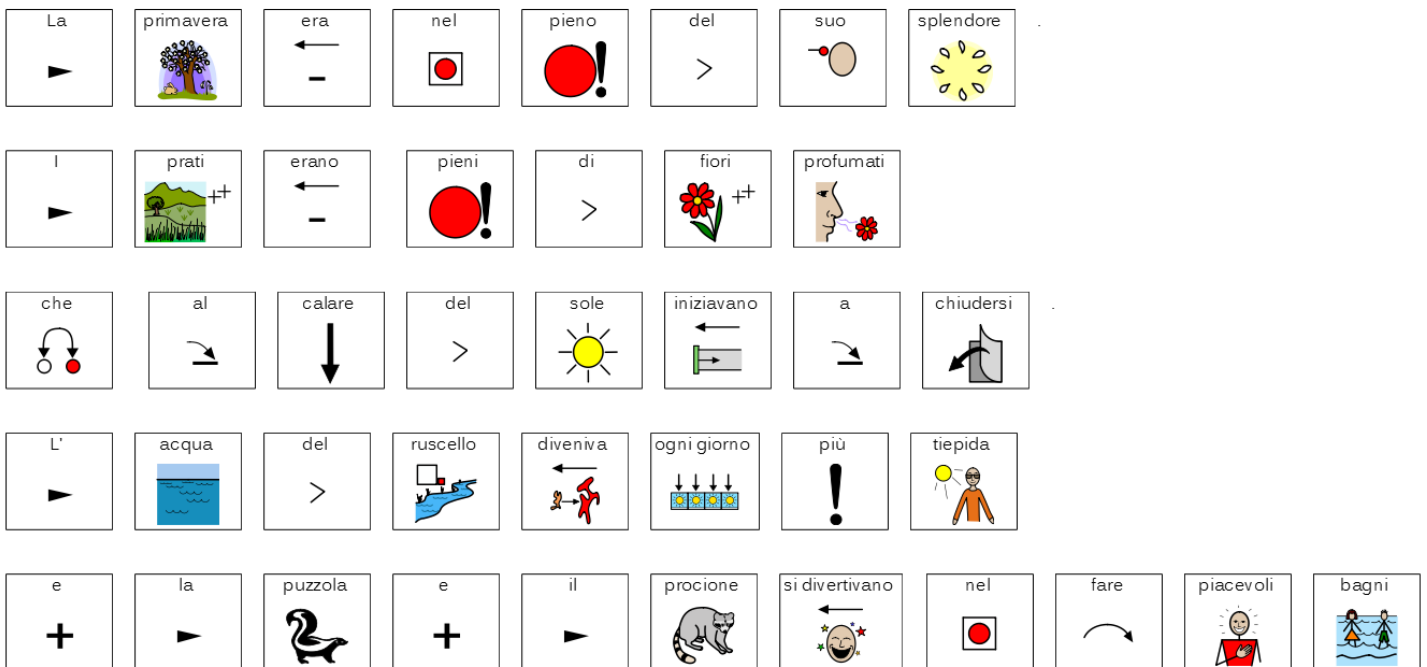 La primavera era nel pieno del suo splendore .
I prati erano pieni di fiori profumati
che al calare del sole iniziavano a chiudersi .
L' acqua del ruscello diveniva ogni giorno più tiepida
e la puzzola e il procione si divertivano nel fare piacevoli bagni